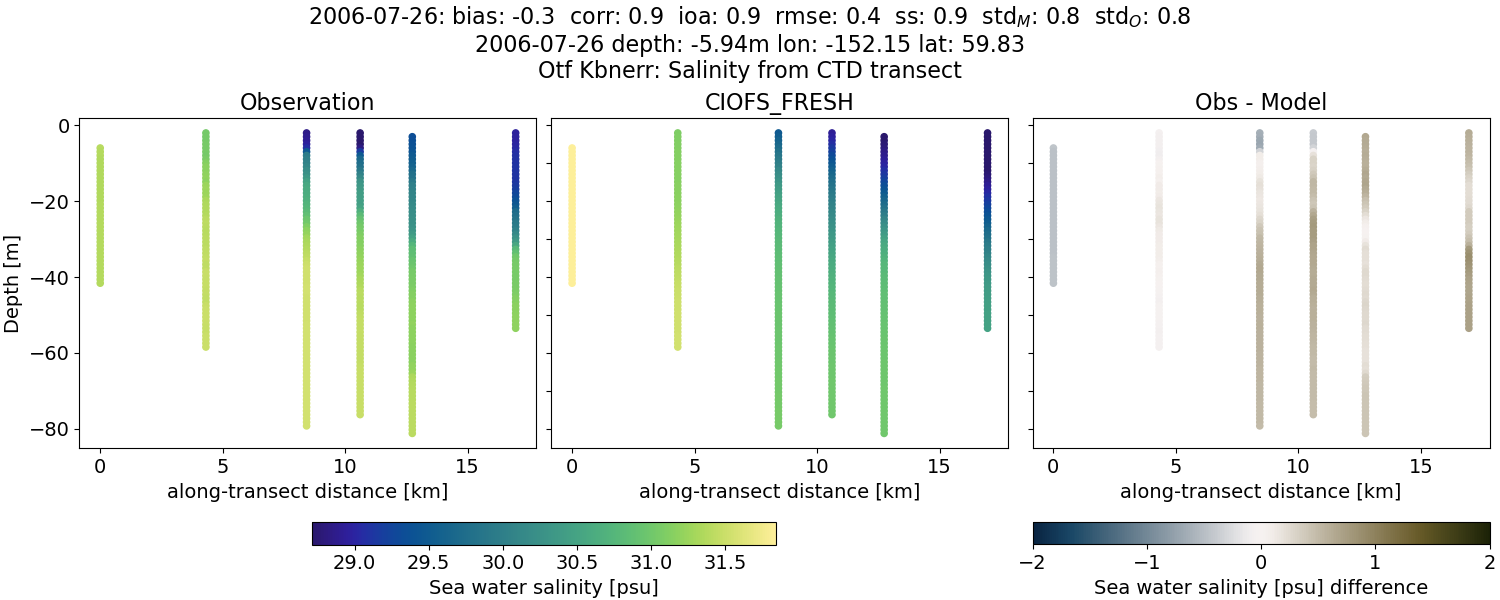 2006-07-26: bias: -0.3  corr: 0.9  ioa: 0.9  rmse: 0.4  ss: 0.9  std_M: 0.8  std_O: 0.8
2006-07-26 depth: -5.94m lon: -152.15 lat: 59.83
Otf Kbnerr: Salinity from CTD transect
Observation
CIOFS_FRESH
Obs - Model
Depth [m]
0
−20
−40
−60
−80
0 5 10 15
0 5 10 15
0 5 10 15
along-transect distance [km]
along-transect distance [km]
along-transect distance [km]
29.0 29.5 30.0 30.5 31.0 31.5
Sea water salinity [psu]
−2 −1 0 1 2
Sea water salinity [psu] difference